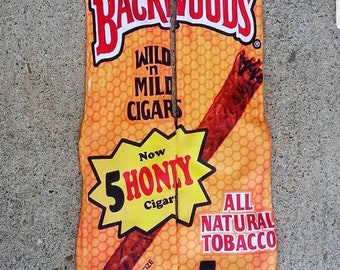 BACKWOODS
®
WILD
'n
MILD
CIGARS
Now
5 HONEY
Cigars
ALL
NATURAL
TOBACCO